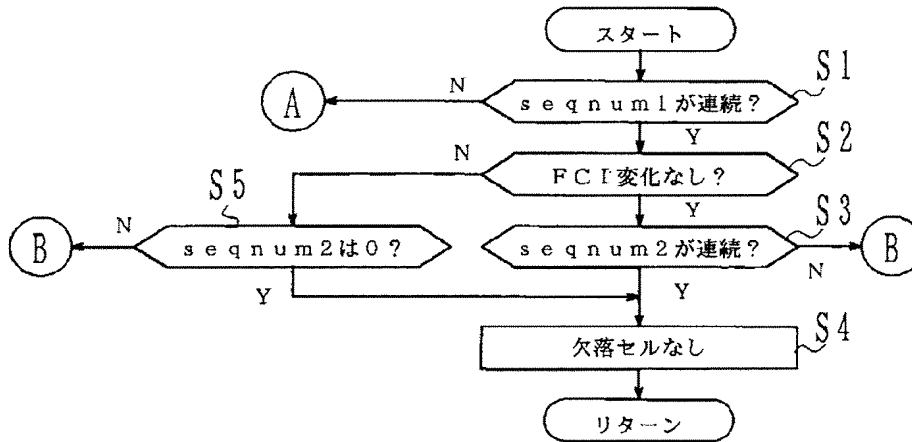 スタート
S1
N
A
seqnum1が連続?
Y
S2
N
FCI変化なし?
S5
Y
S3
B
N
seqnum2は0?
seqnum2が連続?
B
N
Y
Y
S4
欠落セルなし
リターン